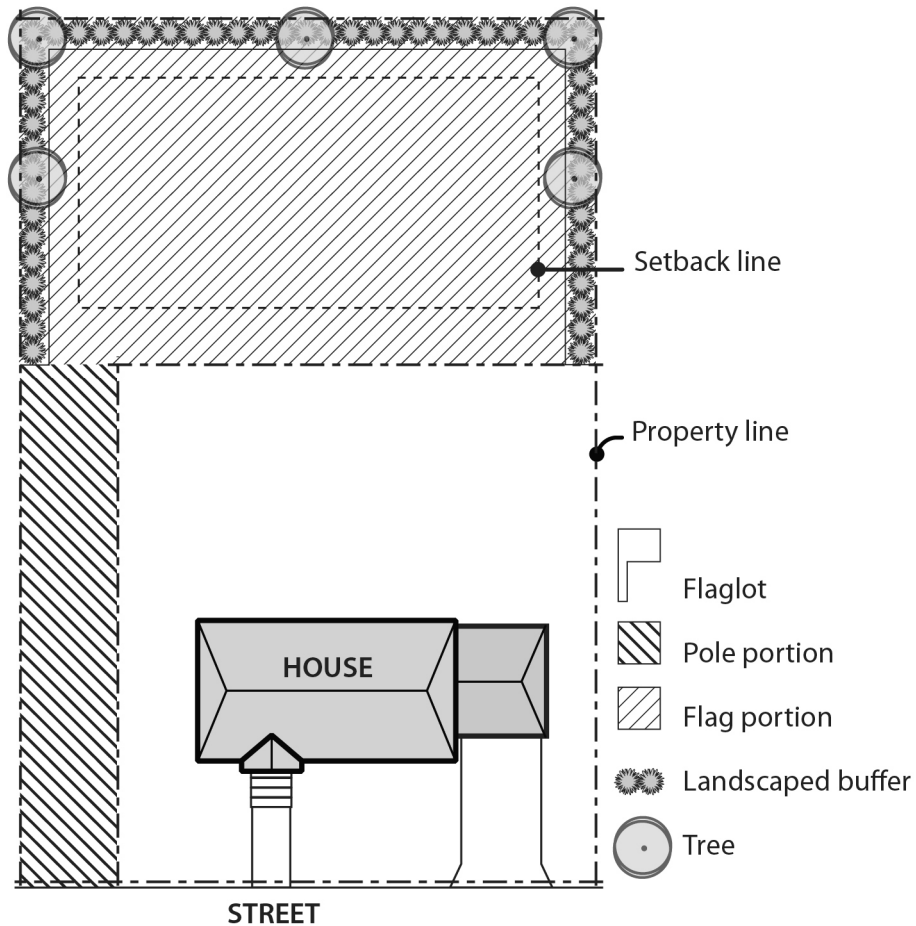 Setback line
Property line
Flaglot
HOUSE
Pole portion
Flag portion
Landscaped buffer
Tree
STREET